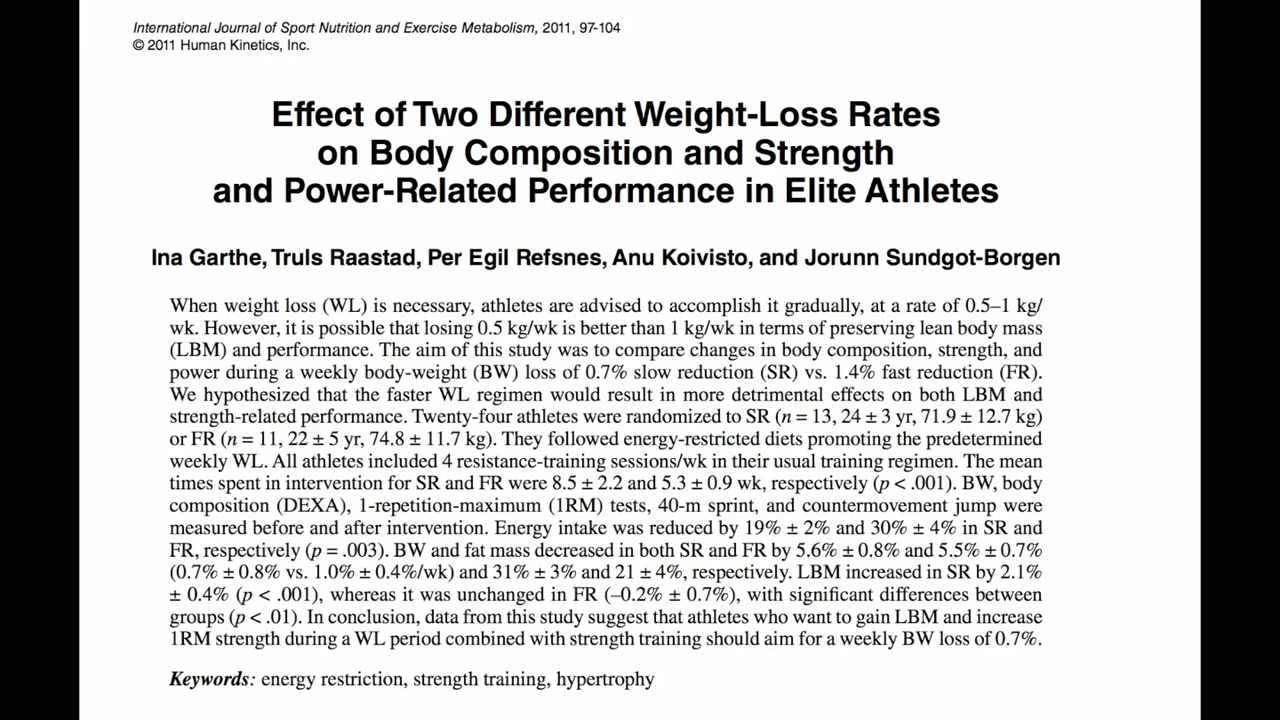 International Journal of Sport Nutrition and Exercise Metabolism, 2011, 97-104
© 2011 Human Kinetics, Inc.
Effect of Two Different Weight-Loss Rates
on Body Composition and Strength
and Power-Related Performance in Elite Athletes
Ina Garthe, Truls Raastad, Per Egil Refsnes, Anu Koivisto, and Jorunn Sundgot-Borgen
When weight loss (WL) is necessary, athletes are advised to accomplish it gradually, at a rate of 0.5–1 kg/
wk. However, it is possible that losing 0.5 kg/wk is better than 1 kg/wk in terms of preserving lean body mass
(LBM) and performance. The aim of this study was to compare changes in body composition, strength, and
power during a weekly body-weight (BW) loss of 0.7% slow reduction (SR) vs. 1.4% fast reduction (FR).
We hypothesized that the faster WL regimen would result in more detrimental effects on both LBM and
strength-related performance. Twenty-four athletes were randomized to SR (n = 13, 24 ± 3 yr, 71.9 ± 12.7 kg)
or FR (n = 11, 22 ± 5 yr, 74.8 ± 11.7 kg). They followed energy-restricted diets promoting the predetermined
weekly WL. All athletes included 4 resistance-training sessions/wk in their usual training regimen. The mean
times spent in intervention for SR and FR were 8.5 ± 2.2 and 5.3 ± 0.9 wk, respectively (p < .001). BW, body
composition (DEXA), 1-repetition-maximum (1RM) tests, 40-m sprint, and countermovement jump were
measured before and after intervention. Energy intake was reduced by 19% ± 2% and 30% ± 4% in SR and
FR, respectively (p = .003). BW and fat mass decreased in both SR and FR by 5.6% ± 0.8% and 5.5% ± 0.7%
(0.7% ± 0.8% vs. 1.0% ± 0.4%/wk) and 31% ± 3% and 21 ± 4%, respectively. LBM increased in SR by 2.1%
± 0.4% (p < .001), whereas it was unchanged in FR (–0.2% ± 0.7%), with significant differences between
groups (p < .01). In conclusion, data from this study suggest that athletes who want to gain LBM and increase
1RM strength during a WL period combined with strength training should aim for a weekly BW loss of 0.7%.
Keywords: energy restriction, strength training, hypertrophy